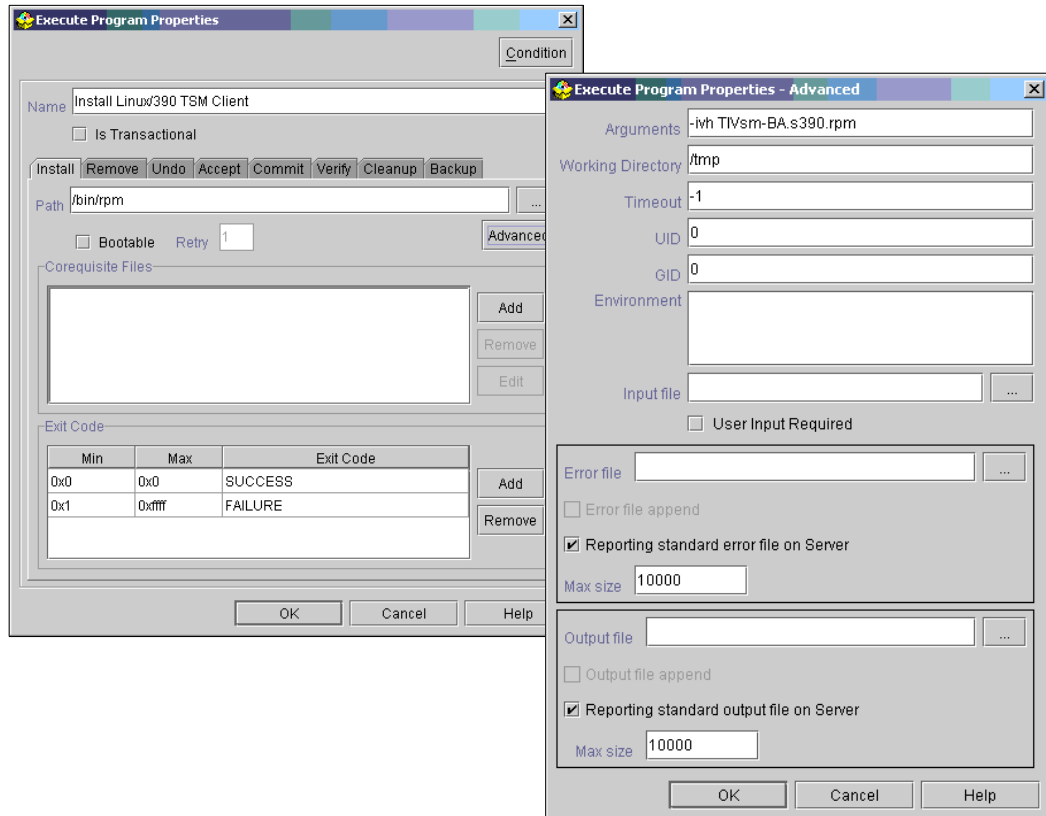 Execute Program Properties
Condition
Name Install Linux/390 TSM Client
Is Transactional
Install Remove Undo Accept Commit Verify Cleanup Backup
Path /bin/rpm ...
Bootable Retry 1 Advanced
Corequisite Files
Add
Remove
Edit
Exit Code
Min Max Exit Code
0x0 0x0 SUCCESS
0x1 0xffff FAILURE
Add
Remove
OK Cancel Help
Execute Program Properties - Advanced
Arguments -ivh TIVsm-BA.s390.rpm
Working Directory /tmp
Timeout -1
UID 0
GID 0
Environment
Input file ...
User Input Required
Error file ...
Error file append
Reporting standard error file on Server
Max size 10000
Output file ...
Output file append
Reporting standard output file on Server
Max size 10000
OK Cancel Help